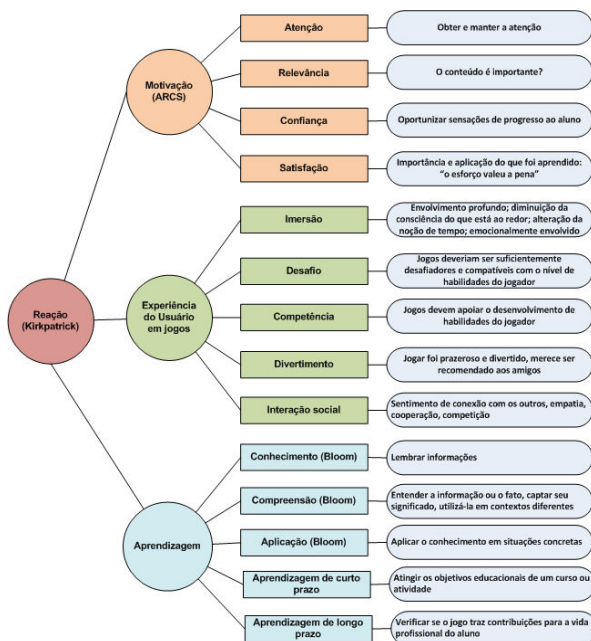 Reação
(Kirkpatrick)
Motivação
(ARCS)
Atenção
Obter e manter a atenção
Relevância
O conteúdo é importante?
Confiança
Oportunizar sensações de progresso ao aluno
Satisfação
Importância e aplicação do que foi aprendido:
“o esforço valeu a pena”
Experiência
do Usuário
em jogos
Imersão
Envolvimento profundo; diminuição da
consciência do que está ao redor; alteração da
noção de tempo; emocionalmente envolvido
Desafio
Jogos deveriam ser suficientemente
desafiadores e compatíveis com o nível de
habilidades do jogador
Competência
Jogos devem apoiar o desenvolvimento de
habilidades do jogador
Divertimento
Jogar foi prazeroso e divertido, merece ser
recomendado aos amigos
Interação social
Sentimento de conexão com os outros, empatia,
cooperação, competição
Aprendizagem
Conhecimento (Bloom)
Lembrar informações
Compreensão (Bloom)
Entender a informação ou o fato, captar seu
significado, utilizá-la em contextos diferentes
Aplicação (Bloom)
Aplicar o conhecimento em situações concretas
Aprendizagem de curto
prazo
Atingir os objetivos educacionais de um curso ou
atividade
Aprendizagem de longo
prazo
Verificar se o jogo traz contribuições para a vida
profissional do aluno